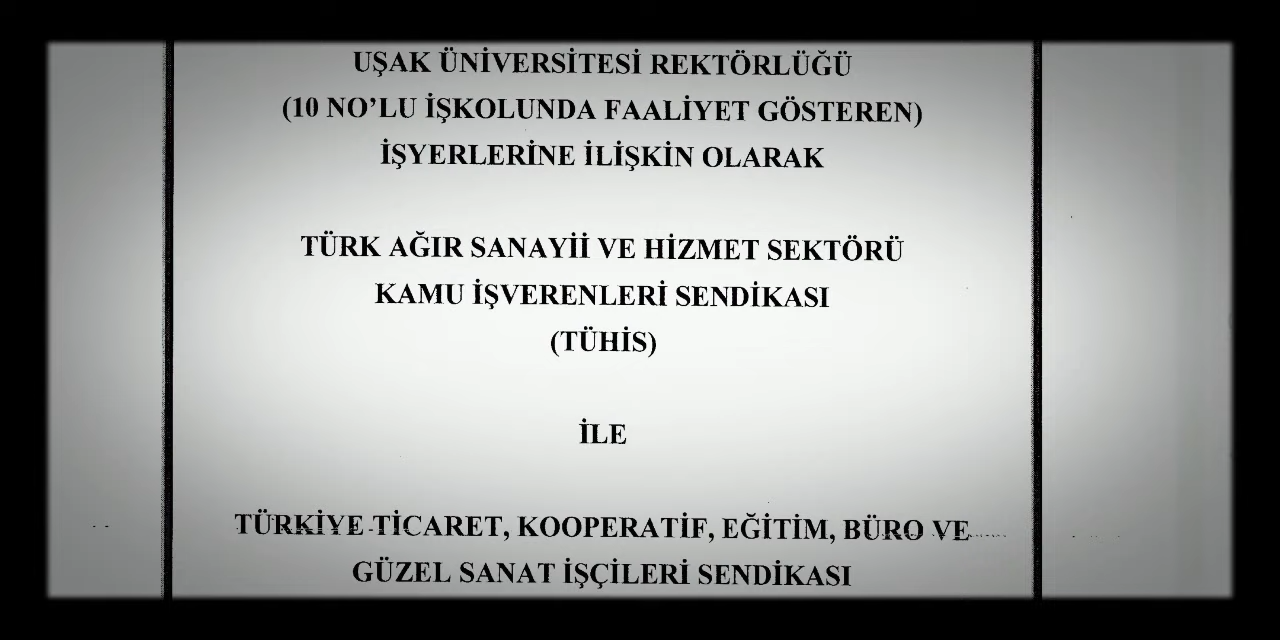 UŞAK ÜNİVERSİTESİ REKTÖRLÜĞÜ
(10 NO'LU İŞKOLUNDA FAALİYET GÖSTEREN)
İŞYERLERİNE İLİŞKİN OLARAK
TÜRK AĞIR SANAYİİ VE HİZMET SEKTÖRÜ
KAMU İŞVERENLERİ SENDİKASI
(TÜHİS)
İLE
TÜRKİYE TİCARET, KOOPERATİF, EĞİTİM, BÜRO VE
GÜZEL SANAT İŞÇİLERİ SENDİKASI